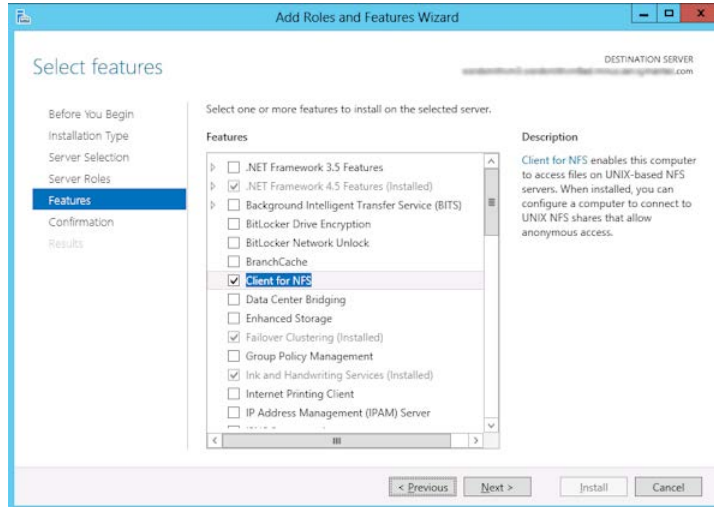 Add Roles and Features Wizard
Select features
DESTINATION SERVER
.com
Before You Begin
Installation Type
Server Selection
Server Roles
Features
Confirmation
Results
Select one or more features to install on the selected server.
Features
.NET Framework 3.5 Features
.NET Framework 4.5 Features (Installed)
Background Intelligent Transfer Service (BITS)
BitLocker Drive Encryption
BitLocker Network Unlock
BranchCache
Client for NFS
Data Center Bridging
Enhanced Storage
Failover Clustering (Installed)
Group Policy Management
Ink and Handwriting Services (Installed)
Internet Printing Client
IP Address Management (IPAM) Server
Description
Client for NFS enables this computer
to access files on UNIX-based NFS
servers. When installed, you can
configure a computer to connect to
UNIX NFS shares that allow
anonymous access.
< Previous
Next >
Install
Cancel